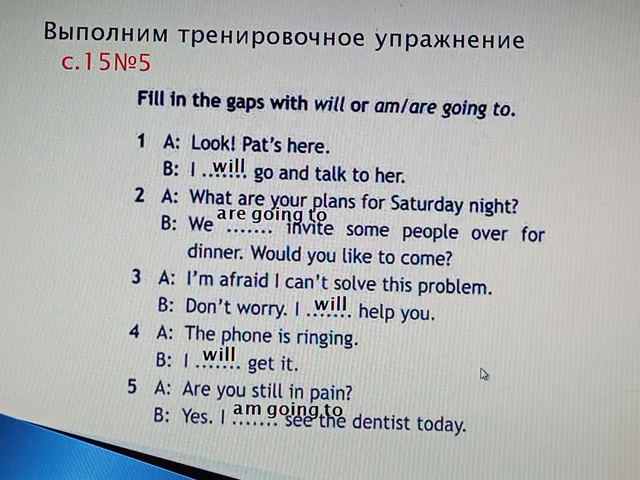 Выполним тренировочное упражнение
с.15№5
Fill in the gaps with will or am/are going to.
1 A: Look! Pat's here.
B: I ..will.. go and talk to her.
2 A: What are your plans for Saturday night?
B: We are going to ....... invite some people over for
dinner. Would you like to come?
3 A: I'm afraid I can't solve this problem.
B: Don't worry. I will ....... help you.
4 A: The phone is ringing.
B: I will ....... get it.
5 A: Are you still in pain?
B: Yes. I am going to ....... see the dentist today.